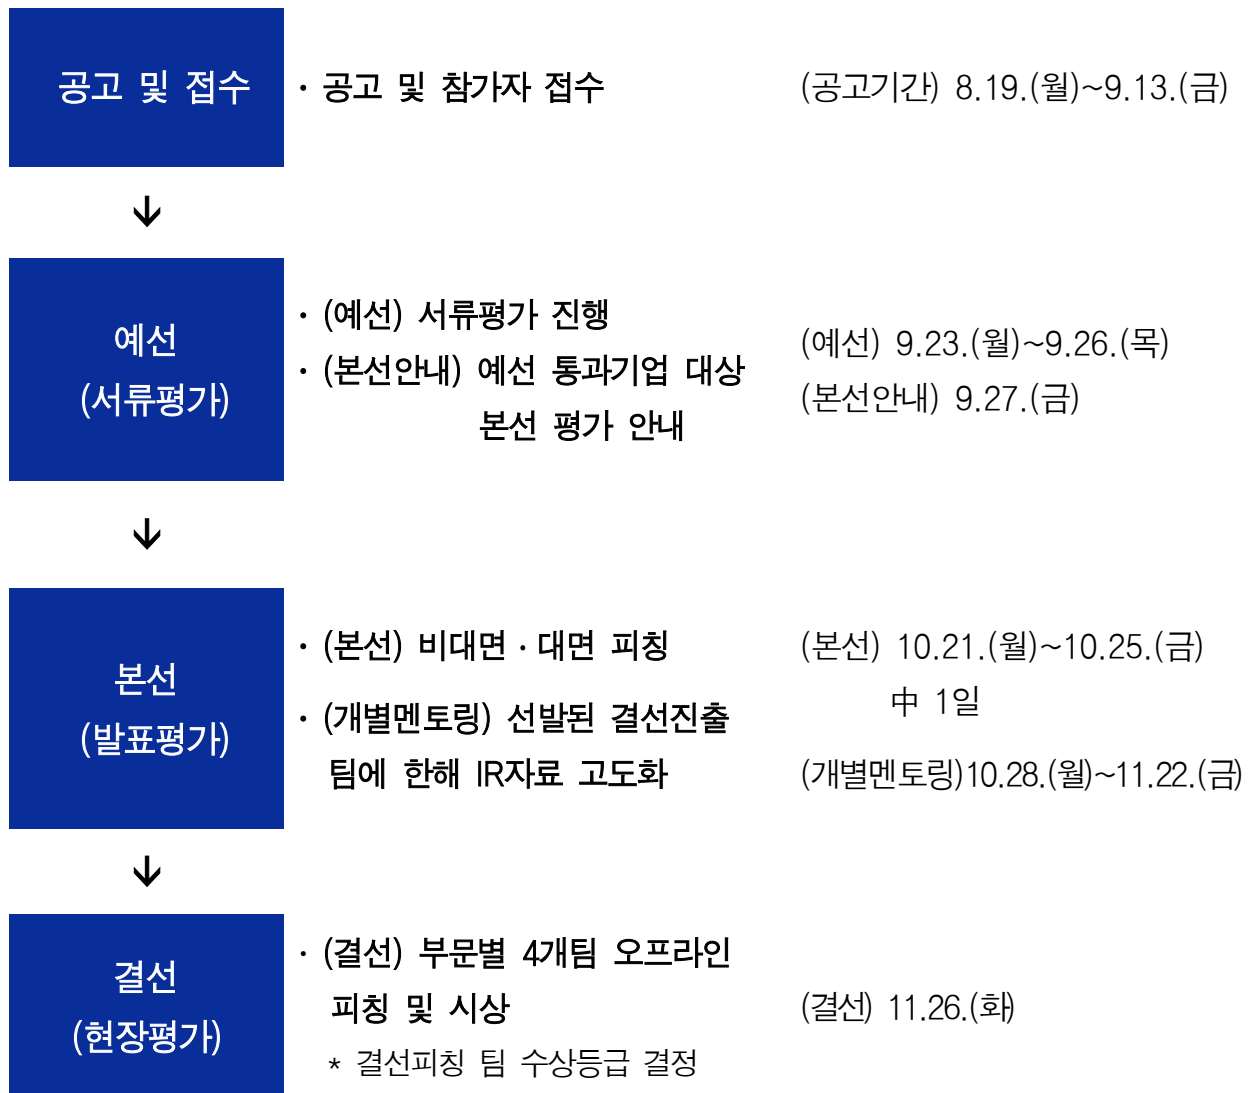 공고 및 접수
· 공고 및 참가자 접수
(공고기간) 8.19.(월)~9.13.(금)
↓
예선
(서류평가)
· (예선) 서류평가 진행
· (본선안내) 예선 통과기업 대상
본선 평가 안내
(예선) 9.23.(월)~9.26.(목)
(본선안내) 9.27.(금)
↓
본선
(발표평가)
· (본선) 비대면·대면 피칭
· (개별멘토링) 선발된 결선진출
팀에 한해 IR자료 고도화
(본선) 10.21.(월)~10.25.(금)
中 1일
(개별멘토링)10.28.(월)~11.22.(금)
↓
결선
(현장평가)
· (결선) 부문별 4개팀 오프라인
피칭 및 시상
* 결선피칭 팀 수상등급 결정
(결선) 11.26.(화)